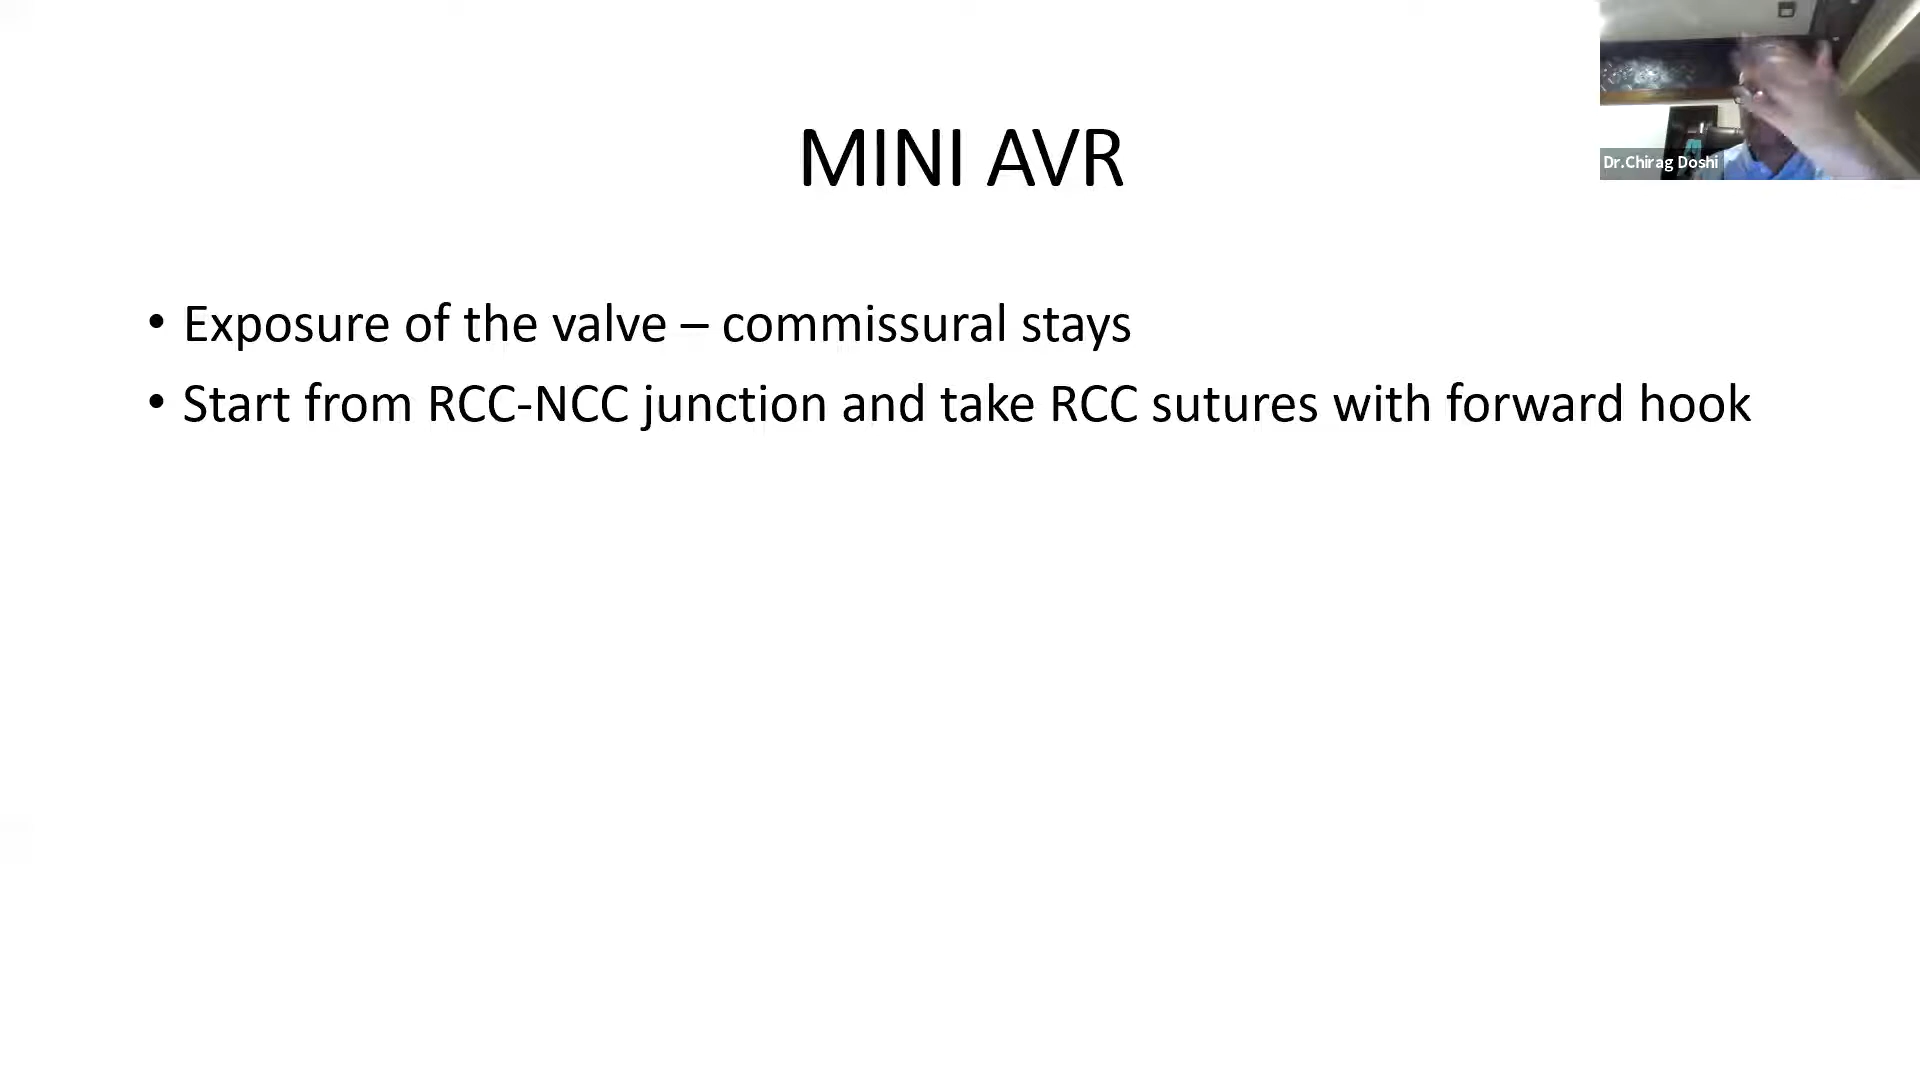 MINI AVR
Dr.Chirag Doshi
• Exposure of the valve – commissural stays
• Start from RCC-NCC junction and take RCC sutures with forward hook